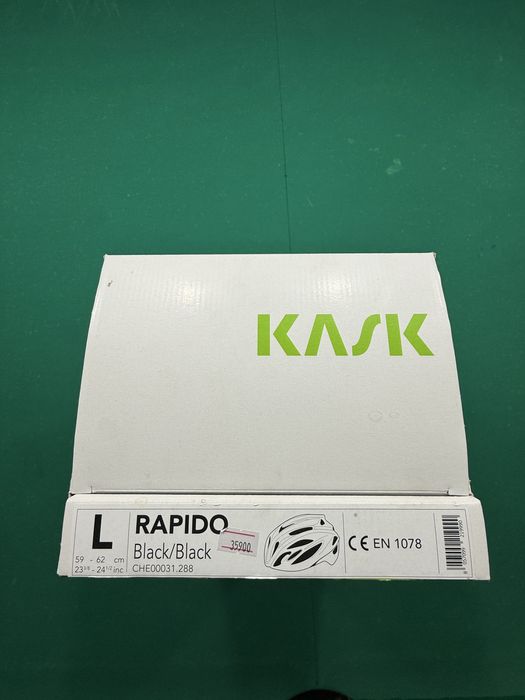 KASK
L
59 - 62 cm
23 3/8 - 24 1/2 inc
RAPIDO
Black/Black
CHE00031.288
35900
CE EN 1078